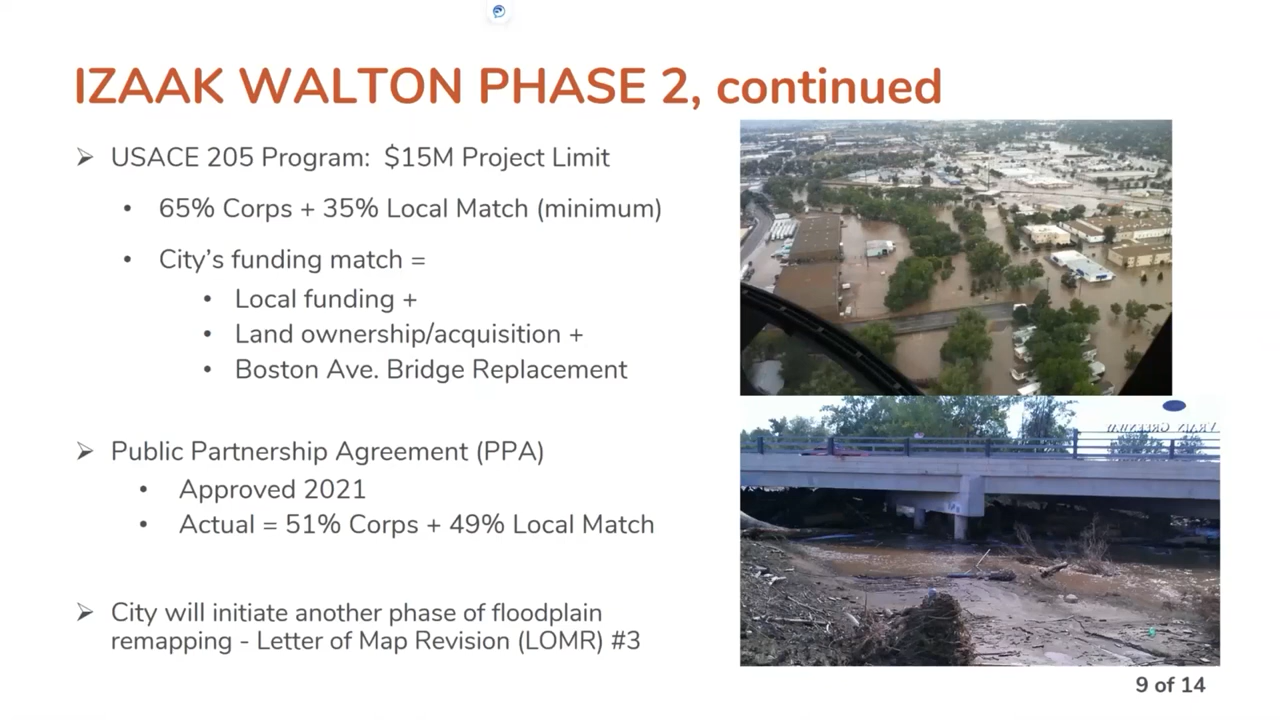 IZAAK WALTON PHASE 2, continued
➢ USACE 205 Program: $15M Project Limit
• 65% Corps + 35% Local Match (minimum)
• City’s funding match =
• Local funding +
• Land ownership/acquisition +
• Boston Ave. Bridge Replacement
➢ Public Partnership Agreement (PPA)
• Approved 2021
• Actual = 51% Corps + 49% Local Match
➢ City will initiate another phase of floodplain
remapping - Letter of Map Revision (LOMR) #3
VRAIN GREENWAY
9 of 14